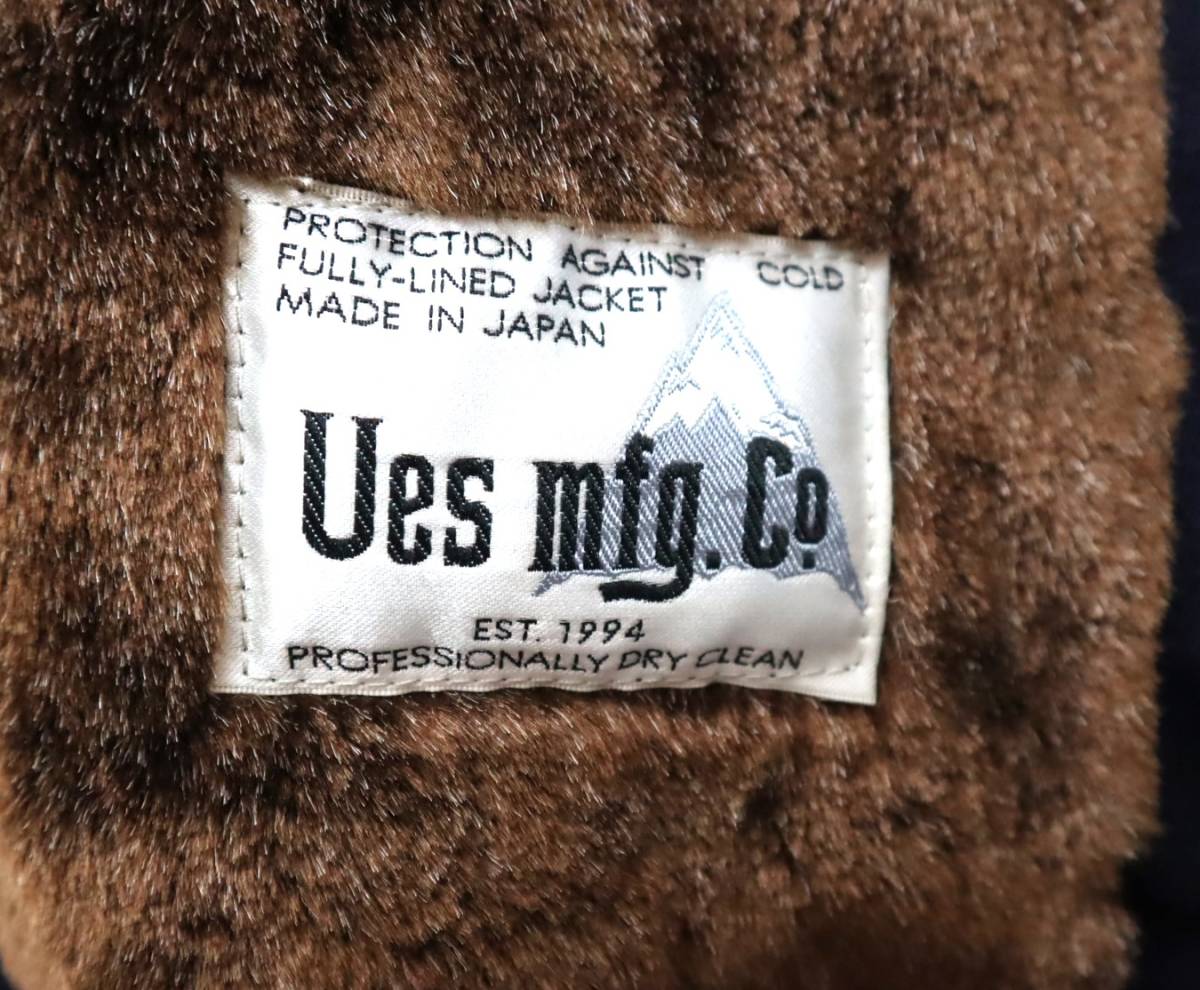 PROTECTION AGAINST COLD
FULLY-LINED JACKET
MADE IN JAPAN
Ues mfg. Co.
EST. 1994
PROFESSIONALLY DRY CLEAN